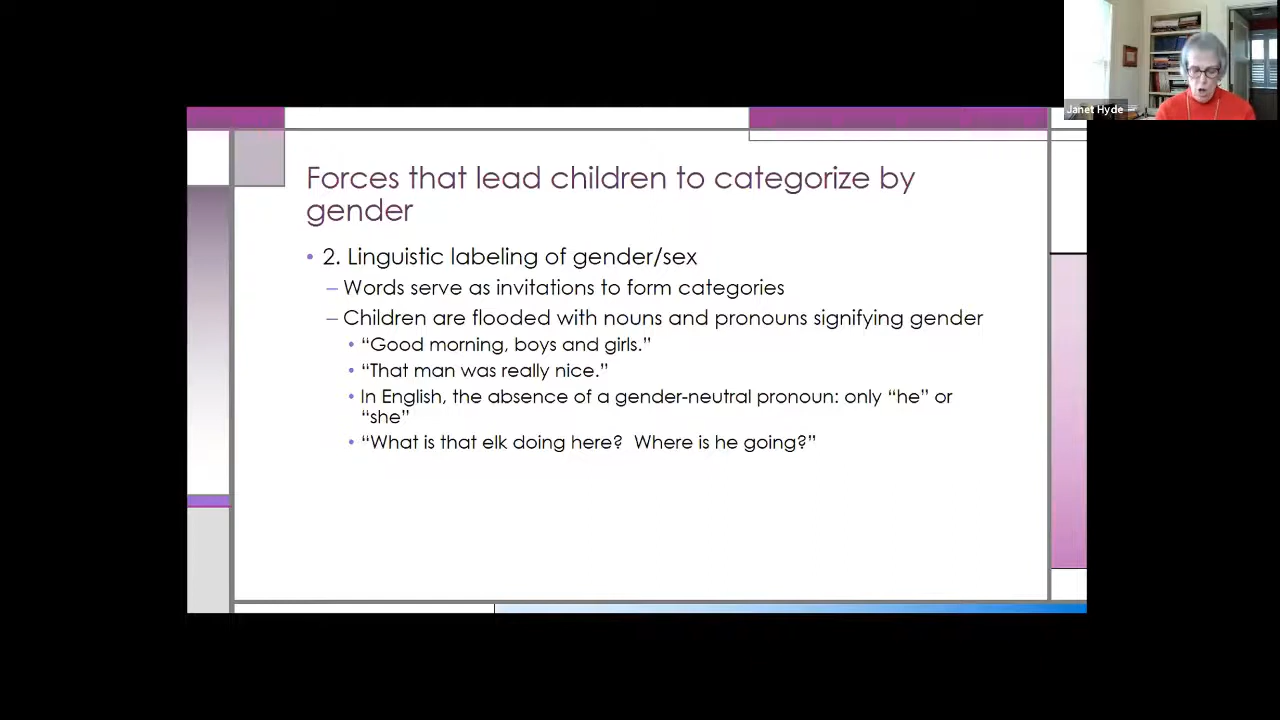 Janet Hyde
Forces that lead children to categorize by
gender
• 2. Linguistic labeling of gender/sex
– Words serve as invitations to form categories
– Children are flooded with nouns and pronouns signifying gender
• “Good morning, boys and girls.”
• “That man was really nice.”
• In English, the absence of a gender-neutral pronoun: only “he” or
“she”
• “What is that elk doing here?  Where is he going?”